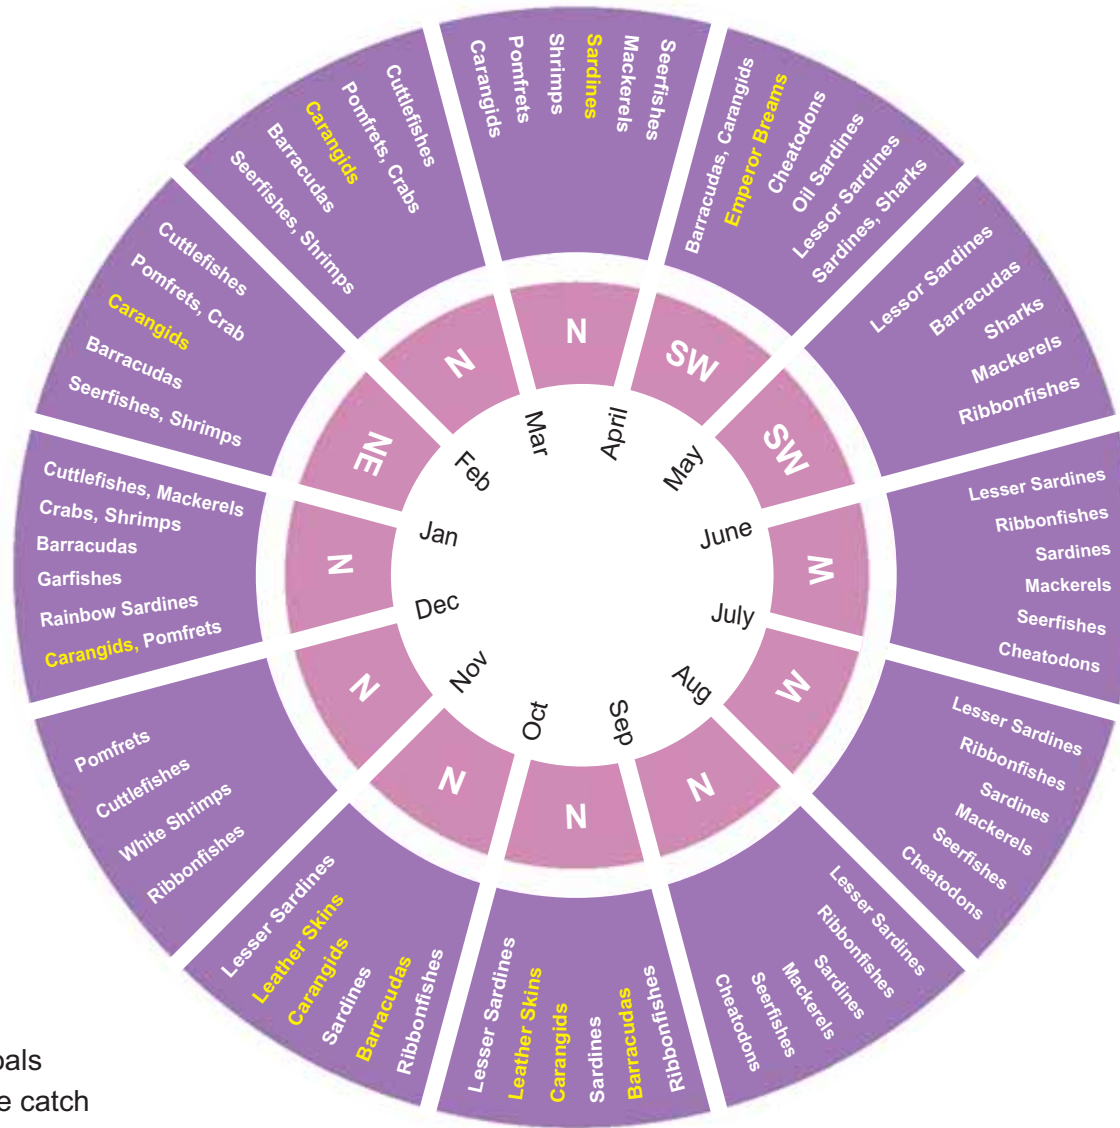 Carangids
Pomfrets
Shrimps
Sardines
Mackerels
Seerfishes
N
Mar
Barracudas, Carangids
Emperor Breams
Cheatodons
Oil Sardines
Lessor Sardines
Sardines, Sharks
SW
April
Lessor Sardines
Barracudas
Sharks
Mackerels
Ribbonfishes
SW
May
Lesser Sardines
Ribbonfishes
Sardines
Mackerels
Seerfishes
Cheatodons
W
June
Lesser Sardines
Ribbonfishes
Sardines
Mackerels
Seerfishes
Cheatodons
W
July
Lesser Sardines
Ribbonfishes
Sardines
Mackerels
Seerfishes
Cheatodons
N
Aug
Lesser Sardines
Leather Skins
Carangids
Sardines
Barracudas
Ribbonfishes
N
Sep
Lesser Sardines
Leather Skins
Carangids
Sardines
Barracudas
Ribbonfishes
N
Oct
Pomfrets
Cuttlefishes
White Shrimps
Ribbonfishes
N
Nov
Cuttlefishes, Mackerels
Crabs, Shrimps
Barracudas
Garfishes
Rainbow Sardines
Carangids, Pomfrets
N
Dec
Cuttlefishes
Pomfrets, Crab
Carangids
Barracudas
Seerfishes, Shrimps
NE
Jan
Cuttlefishes
Pomfrets, Crabs
Carangids
Barracudas
Seerfishes, Shrimps
N
Feb
oals
e catch